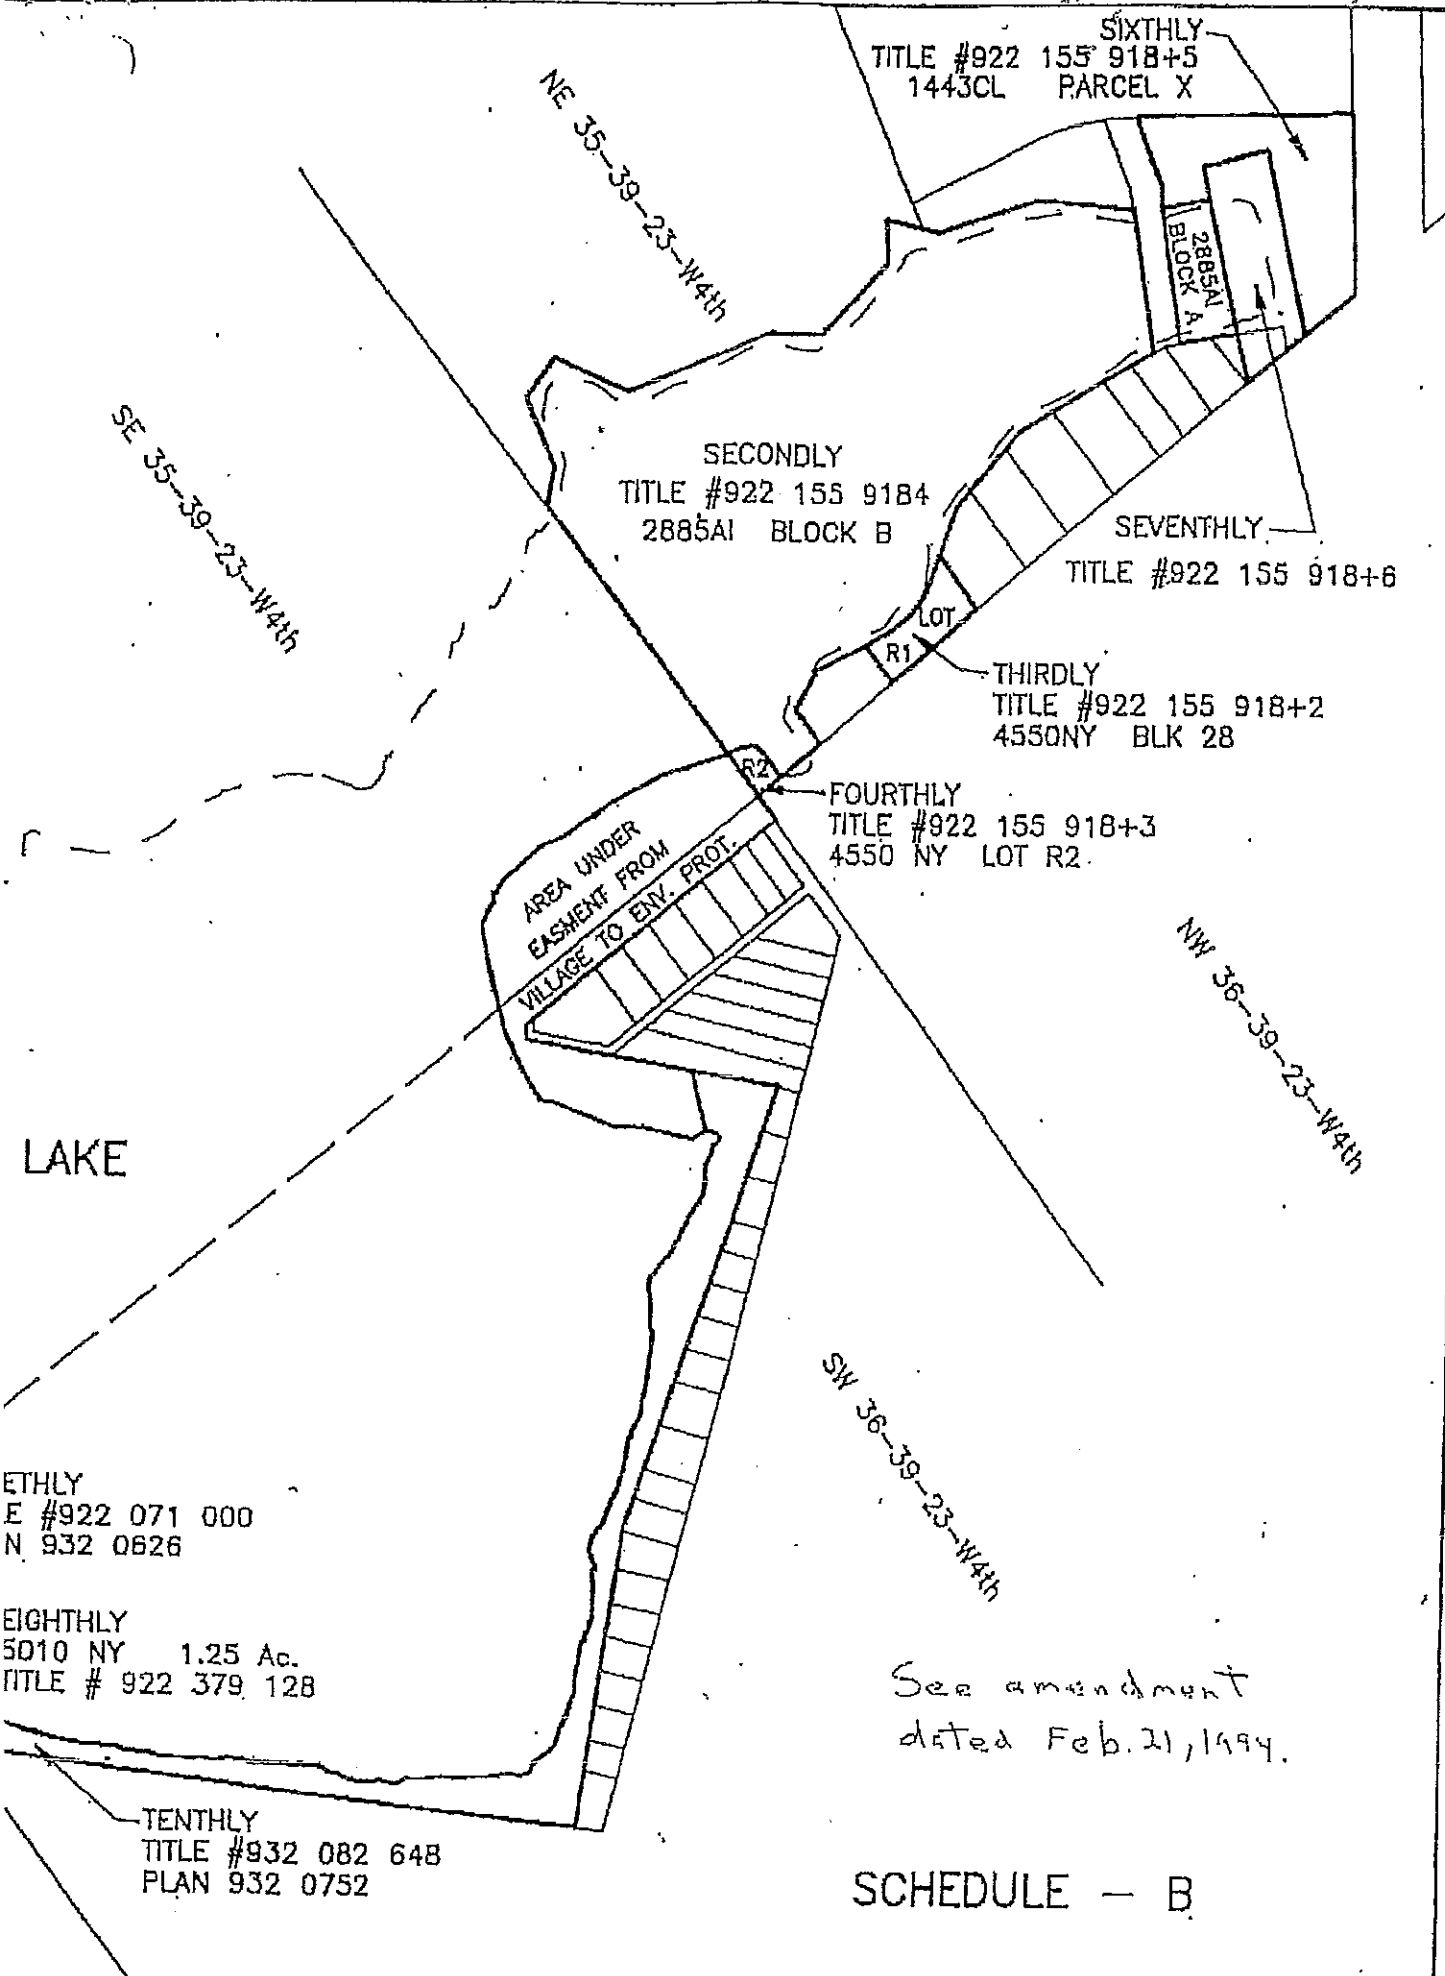 SIXTHLY
TITLE #922 155 918+5
1443CL PARCEL X
NE 35-39-23-W4th
2885AI
BLOCK A
SE 35-39-23-W4th
SECONDLY
TITLE #922 155 9184
2885AI BLOCK B
SEVENTHLY
TITLE #922 155 918+6
LOT
R1
THIRDLY
TITLE #922 155 918+2
4550NY BLK 28
R2
FOURTHLY
TITLE #922 155 918+3
4550 NY LOT R2
AREA UNDER
EASMENT FROM
VILLAGE TO ENV. PROT.
NW 36-39-23-W4th
LAKE
SW 36-39-23-W4th
ETHLY
E #922 071 000
N 932 0626
EIGHTHLY
5010 NY 1.25 Ac.
TITLE # 922 379 128
See amendment
dated Feb. 21, 1994.
TENTHLY
TITLE #932 082 648
PLAN 932 0752
SCHEDULE - B